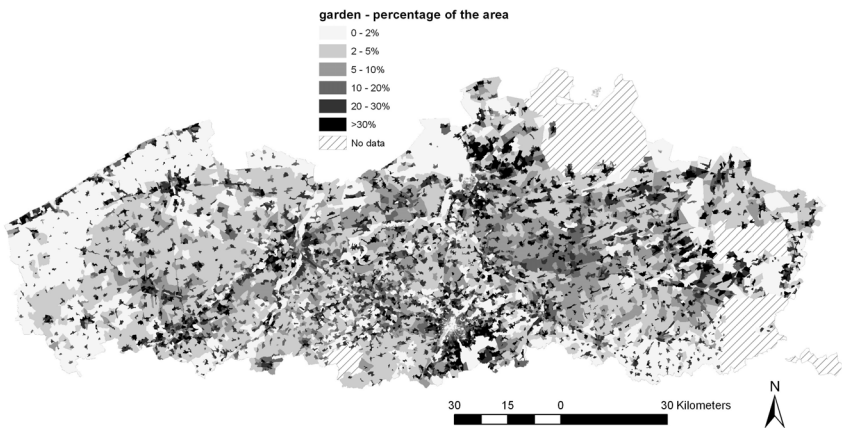 garden - percentage of the area
0 - 2%
2 - 5%
5 - 10%
10 - 20%
20 - 30%
>30%
No data
N
30 15 0 30 Kilometers